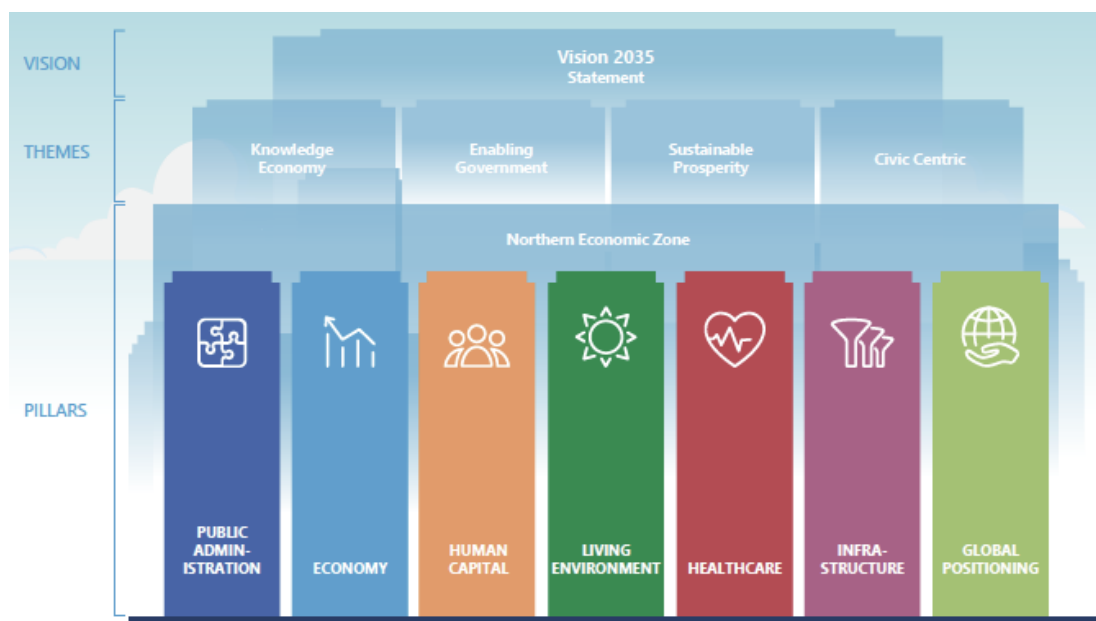 VISION
Vision 2035
Statement
THEMES
Knowledge
Economy
Enabling
Government
Sustainable
Prosperity
Civic Centric
Northern Economic Zone
PILLARS
PUBLIC
ADMIN-
ISTRATION
ECONOMY
HUMAN
CAPITAL
LIVING
ENVIRONMENT
HEALTHCARE
INFRA-
STRUCTURE
GLOBAL
POSITIONING